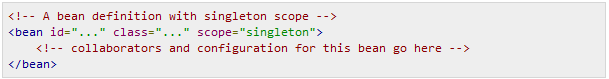 <!-- A bean definition with singleton scope -->
<bean id="..." class="..." scope="singleton">
    <!-- collaborators and configuration for this bean go here -->
</bean>